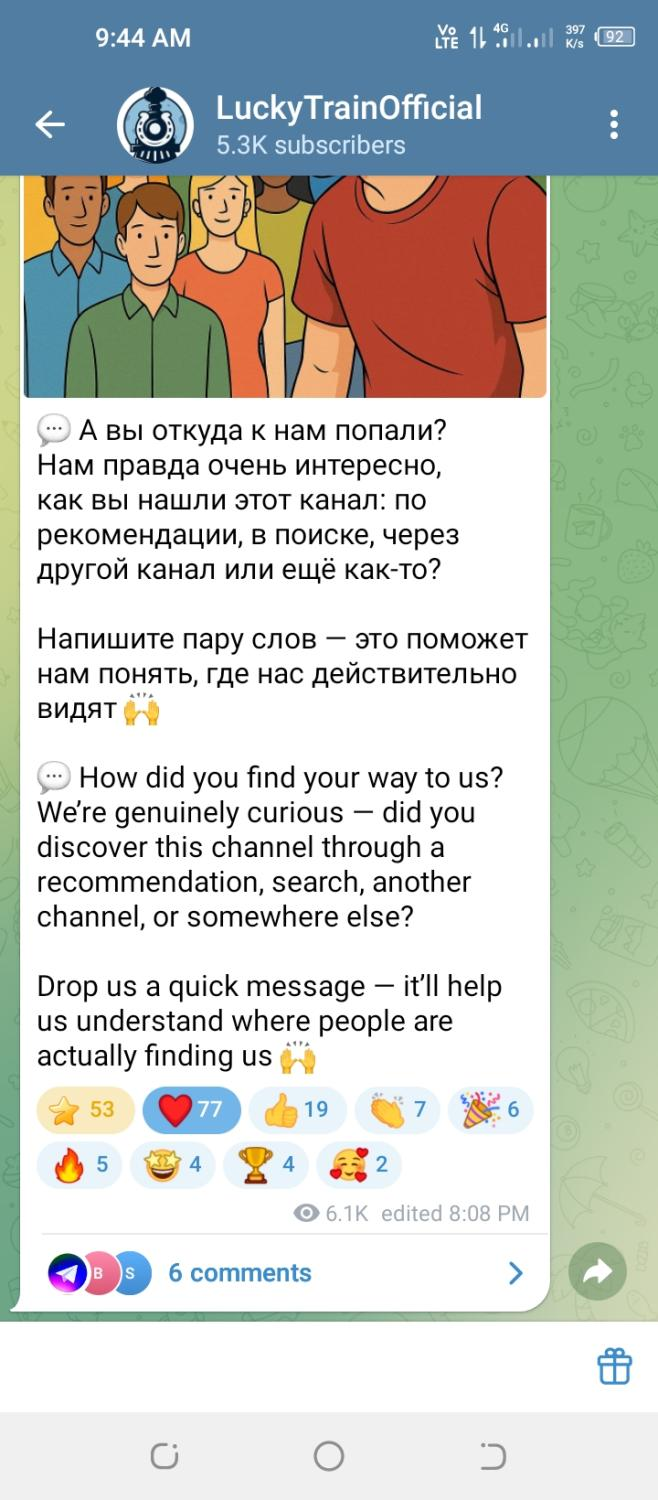 9:44 AM
Vo LTE 4G 397 K/s 92
LuckyTrainOfficial
5.3K subscribers
💬 А вы откуда к нам попали?
Нам правда очень интересно,
как вы нашли этот канал: по
рекомендации, в поиске, через
другой канал или ещё как-то?
Напишите пару слов — это поможет
нам понять, где нас действительно
видят 🙌
💬 How did you find your way to us?
We’re genuinely curious — did you
discover this channel through a
recommendation, search, another
channel, or somewhere else?
Drop us a quick message — it’ll help
us understand where people are
actually finding us 🙌
⭐ 53 ❤️ 77 👍 19 👏 7 🎉 6
🔥 5 🤩 4 🏆 4 🥰 2
6.1K edited 8:08 PM
B S 6 comments